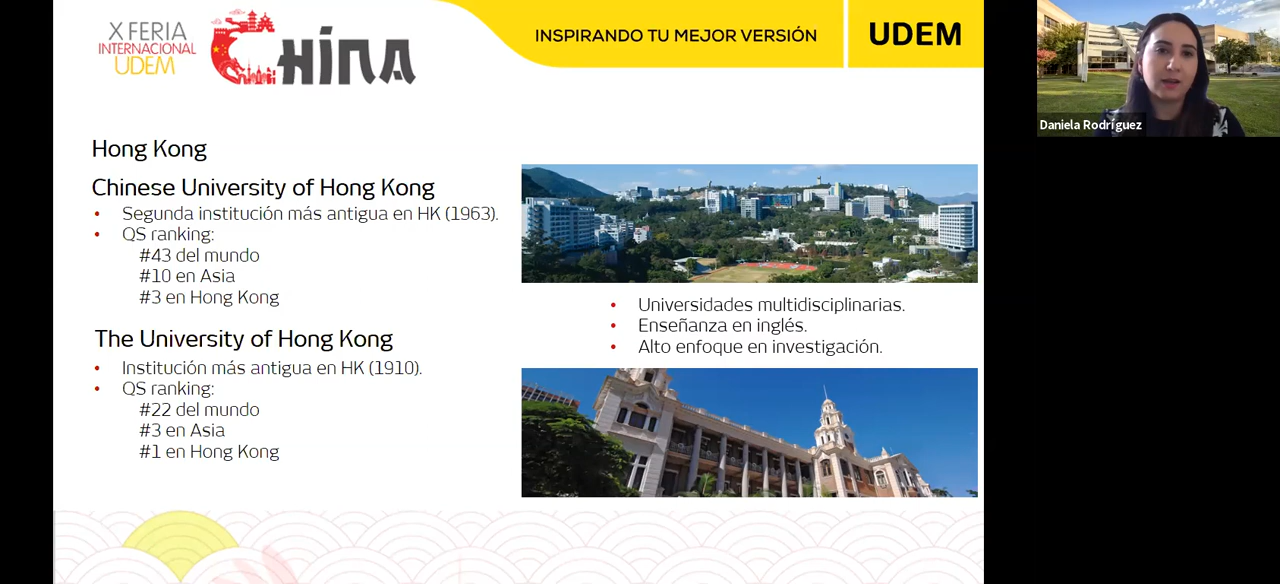 X FERIA
INTERNACIONAL
UDEM
CHINA
INSPIRANDO TU MEJOR VERSIÓN
UDEM
Daniela Rodríguez
Hong Kong
Chinese University of Hong Kong
• Segunda institución más antigua en HK (1963).
• QS ranking:
#43 del mundo
#10 en Asia
#3 en Hong Kong
The University of Hong Kong
• Institución más antigua en HK (1910).
• QS ranking:
#22 del mundo
#3 en Asia
#1 en Hong Kong
• Universidades multidisciplinarias.
• Enseñanza en inglés.
• Alto enfoque en investigación.